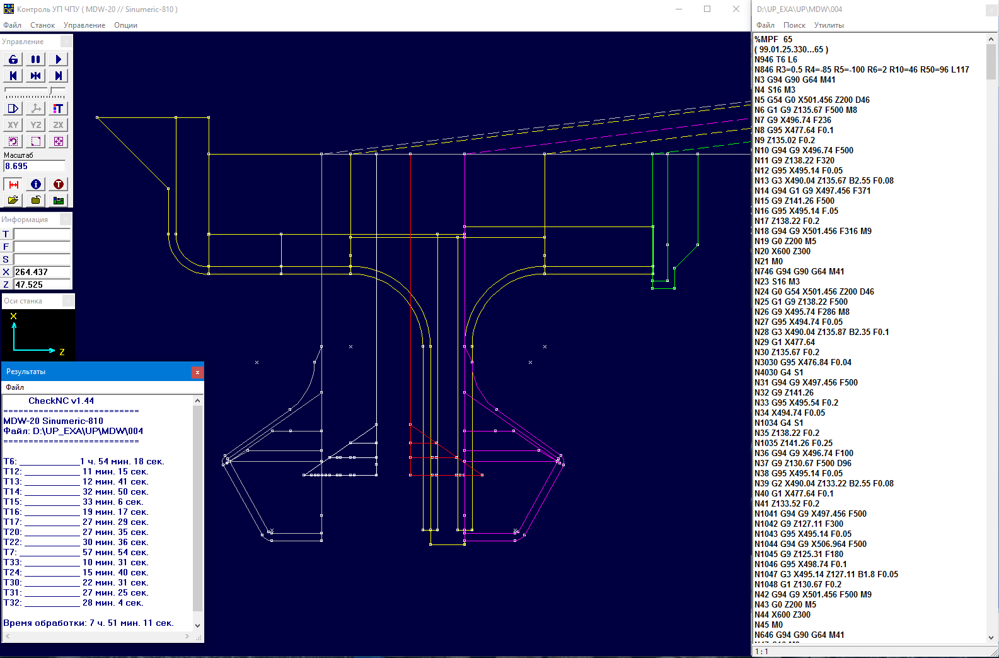 Контроль УП ЧПУ ( MDW-20 // Sinumeric-810 )
Файл Станок Управление Опции
Управление
XY YZ ZX
Масштаб
8.695
Информация
T
F
S
X 264.437
Z 47.525
Оси станка
X
Z
Результаты
Файл
CheckNC v1.44
===========================
MDW-20 Sinumeric-810
Файл: D:\UP_EXA\UP\MDW\004
===========================
T6: ____________1 ч. 54 мин. 18 сек.
T12: ___________ 11 мин. 15 сек.
T13: ___________ 12 мин. 41 сек.
T14: ___________ 32 мин. 50 сек.
T15: ___________ 33 мин. 6 сек.
T16: ___________ 19 мин. 17 сек.
T17: ___________ 27 мин. 29 сек.
T20: ___________ 27 мин. 35 сек.
T22: ___________ 30 мин. 36 сек.
T7: ____________ 57 мин. 54 сек.
T33: ___________ 10 мин. 31 сек.
T24: ___________ 15 мин. 40 сек.
T30: ___________ 22 мин. 31 сек.
T31: ___________ 27 мин. 25 сек.
T32: ___________ 28 мин. 4 сек.
Время обработки: 7 ч. 51 мин. 11 сек.
D:\UP_EXA\UP\MDW\004
Файл Поиск Утилиты
%MPF 65
( 99.01.25.330...65 )
N946 T6 L6
N846 R3=0.5 R4=-85 R5=-100 R6=2 R10=46 R50=96 L117
N3 G94 G90 G64 M41
N4 S16 M3
N5 G54 G0 X501.456 Z200 D46
N6 G1 G9 Z135.67 F500 M8
N7 G9 X496.74 F236
N8 G95 X477.64 F0.1
N9 Z135.02 F0.2
N10 G94 G9 X496.74 F500
N11 G9 Z138.22 F320
N12 G95 X495.14 F0.05
N13 G3 X490.04 Z135.67 B2.55 F0.08
N14 G94 G1 G9 X497.456 F371
N15 G9 Z141.26 F500
N16 G95 X495.14 F.05
N17 Z138.22 F0.2
N18 G94 G9 X501.456 F316 M9
N19 G0 Z200 M5
N20 X600 Z300
N21 M0
N746 G94 G90 G64 M41
N23 S16 M3
N24 G0 G54 X501.456 Z200 D46
N25 G1 G9 Z138.22 F500
N26 G9 X495.74 F286 M8
N27 G95 X494.74 F0.05
N28 G3 X490.04 Z135.87 B2.35 F0.1
N29 G1 X477.64
N30 Z135.67 F0.2
N3030 G95 X476.84 F0.04
N4030 G4 S1
N31 G94 G9 X497.456 F500
N32 G9 Z141.26
N33 G95 X495.54 F0.2
N34 X494.74 F0.05
N1034 G4 S1
N35 Z138.22 F0.2
N1035 Z141.26 F0.25
N36 G94 G9 X496.74 F100
N37 G9 Z130.67 F500 D96
N38 G95 X495.14 F0.05
N39 G2 X490.04 Z133.22 B2.55 F0.08
N40 G1 X477.64 F0.1
N41 Z133.52 F0.2
N1041 G94 G9 X497.456 F500
N1042 G9 Z127.11 F300
N1043 G95 X495.14 F0.05
N1044 G94 G9 X506.964 F500
N1045 G9 Z125.31 F180
N1046 G95 X498.74 F0.1
N1047 G3 X495.14 Z127.11 B1.8 F0.05
N1048 G1 Z130.67 F0.2
N42 G94 G9 X501.456 F500 M9
N43 G0 Z200 M5
N44 X600 Z300
N45 M0
N646 G94 G90 G64 M41
1 : 1